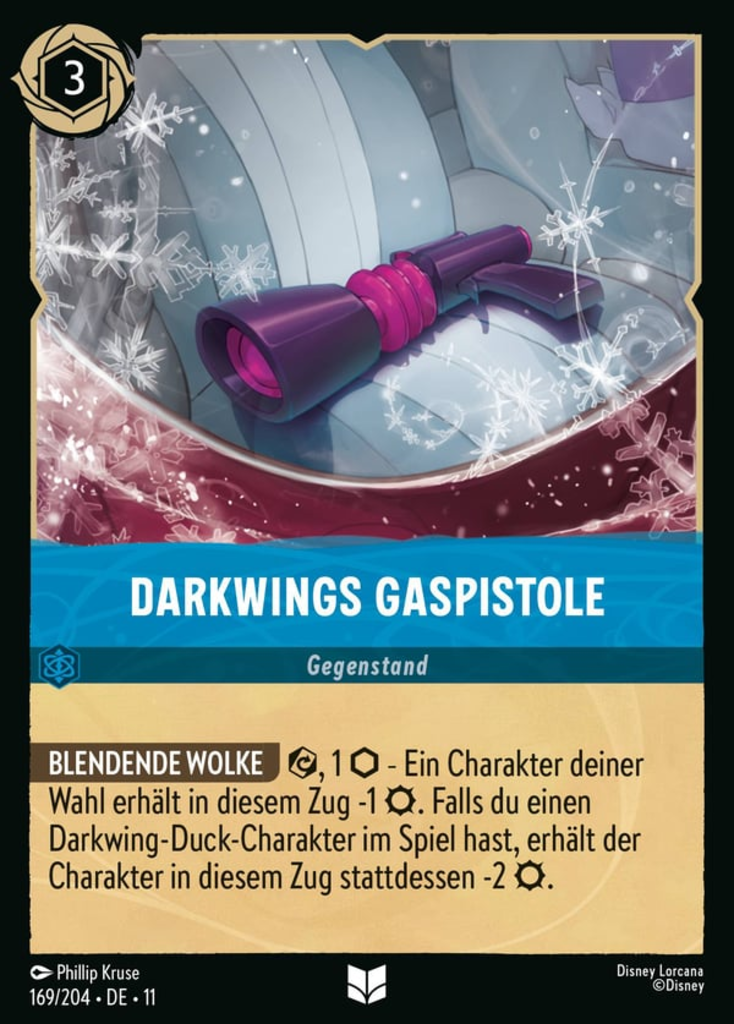 3
DARKWINGS GASPISTOLE
Gegenstand
BLENDENDE WOLKE , 1 - Ein Charakter deiner
Wahl erhält in diesem Zug -1 . Falls du einen
Darkwing-Duck-Charakter im Spiel hast, erhält der
Charakter in diesem Zug stattdessen -2 .
Phillip Kruse
169/204 • DE • 11
Disney Lorcana
©Disney